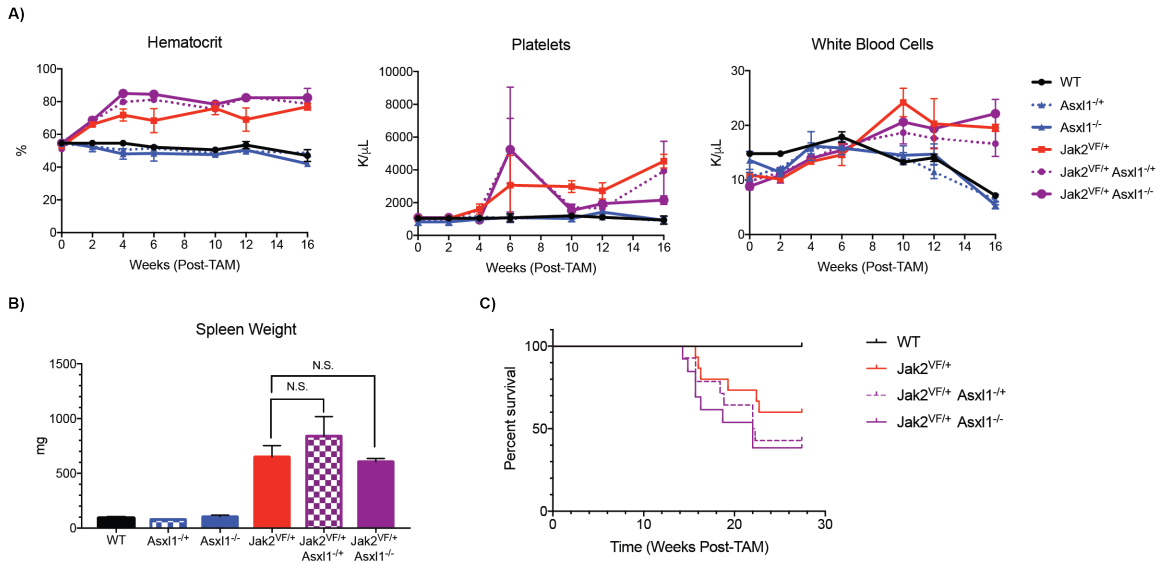 A)
Hematocrit
100
80
60
40
20
0
%
0 2 4 6 8 10 12 14 16
Weeks (Post-TAM)
Platelets
10000
8000
6000
4000
2000
0
K/μL
0 2 4 6 8 10 12 14 16
Weeks (Post-TAM)
White Blood Cells
30
20
10
0
K/μL
0 2 4 6 8 10 12 14 16
Weeks (Post-TAM)
WT
Asxl1-/+
Asxl1-/-
Jak2VF/+
Jak2VF/+ Asxl1-/+
Jak2VF/+ Asxl1-/-
B)
Spleen Weight
1500
1000
500
0
mg
N.S.
N.S.
WT
Asxl1-/+
Asxl1-/-
Jak2VF/+
Jak2VF/+
Asxl1-/+
Jak2VF/+
Asxl1-/-
C)
100
50
0
Percent survival
0 10 20 30
Time (Weeks Post-TAM)
WT
Jak2VF/+
Jak2VF/+ Asxl1-/+
Jak2VF/+ Asxl1-/-